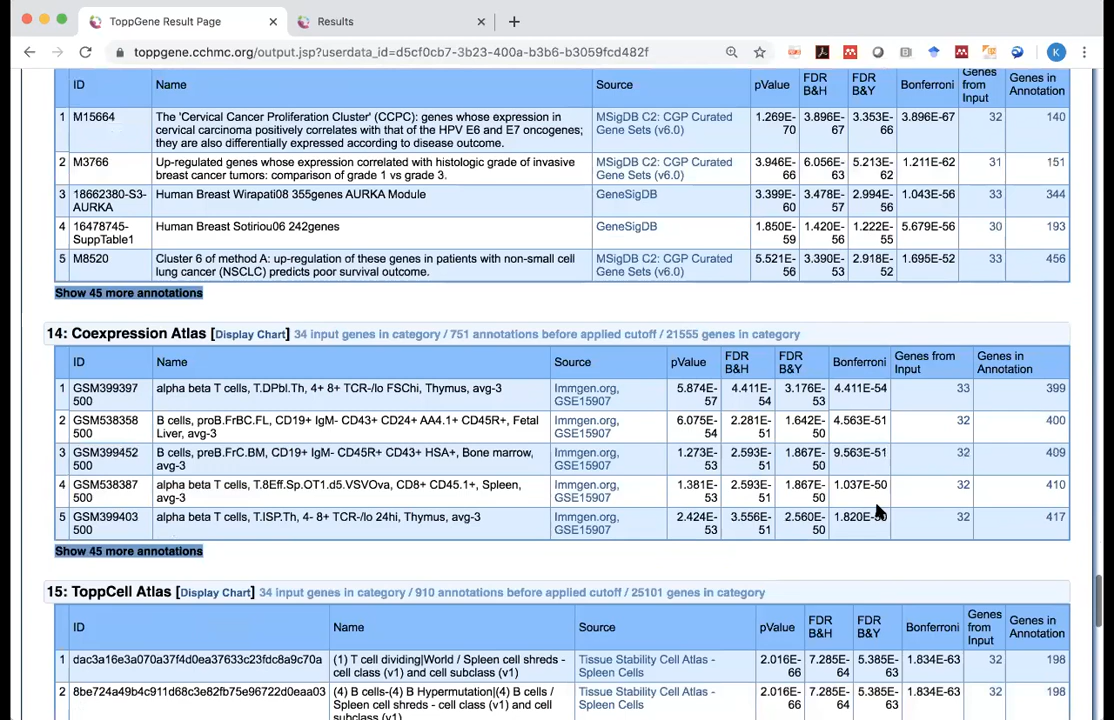 ToppGene Result Page
Results
toppgene.cchmc.org/output.jsp?userdata_id=d5cf0cb7-3b23-400a-b3b6-b3059fcd482f
K
ID Name Source pValue FDR B&H FDR B&Y Bonferroni Genes from Input Genes in Annotation
1 M15664 The 'Cervical Cancer Proliferation Cluster' (CCPC): genes whose expression in MSigDB C2: CGP Curated 1.269E- 3.896E- 3.353E- 3.896E-67 32 140
cervical carcinoma positively correlates with that of the HPV E6 and E7 oncogenes; Gene Sets (v6.0) 70 67 66
they are also differentially expressed according to disease outcome.
2 M3766 Up-regulated genes whose expression correlated with histologic grade of invasive MSigDB C2: CGP Curated 3.946E- 6.056E- 5.213E- 1.211E-62 31 151
breast cancer tumors: comparison of grade 1 vs grade 3. Gene Sets (v6.0) 66 63 62
3 18662380-S3- Human Breast Wirapati08 355genes AURKA Module GeneSigDB 3.399E- 3.478E- 2.994E- 1.043E-56 33 344
AURKA 60 57 56
4 16478745- Human Breast Sotiriou06 242genes GeneSigDB 1.850E- 1.420E- 1.222E- 5.679E-56 30 193
SuppTable1 59 56 55
5 M8520 Cluster 6 of method A: up-regulation of these genes in patients with non-small cell MSigDB C2: CGP Curated 5.521E- 3.390E- 2.918E- 1.695E-52 33 456
lung cancer (NSCLC) predicts poor survival outcome. Gene Sets (v6.0) 56 53 52
Show 45 more annotations
14: Coexpression Atlas [Display Chart] 34 input genes in category / 751 annotations before applied cutoff / 21555 genes in category
ID Name Source pValue FDR B&H FDR B&Y Bonferroni Genes from Input Genes in Annotation
1 GSM399397 alpha beta T cells, T.DPbl.Th, 4+ 8+ TCR-/lo FSChi, Thymus, avg-3 Immgen.org, 5.874E- 4.411E- 3.176E- 4.411E-54 33 399
500 GSE15907 57 54 53
2 GSM538358 B cells, proB.FrBC.FL, CD19+ IgM- CD43+ CD24+ AA4.1+ CD45R+, Fetal Immgen.org, 6.075E- 2.281E- 1.642E- 4.563E-51 32 400
500 Liver, avg-3 GSE15907 54 51 50
3 GSM399452 B cells, preB.FrC.BM, CD19+ IgM- CD45R+ CD43+ HSA+, Bone marrow, Immgen.org, 1.273E- 2.593E- 1.867E- 9.563E-51 32 409
500 avg-3 GSE15907 53 51 50
4 GSM538387 alpha beta T cells, T.8Eff.Sp.OT1.d5.VSVOva, CD8+ CD45.1+, Spleen, Immgen.org, 1.381E- 2.593E- 1.867E- 1.037E-50 32 410
500 avg-3 GSE15907 53 51 50
5 GSM399403 alpha beta T cells, T.ISP.Th, 4- 8+ TCR-/lo 24hi, Thymus, avg-3 Immgen.org, 2.424E- 3.556E- 2.560E- 1.820E-50 32 417
500 GSE15907 53 51 50
Show 45 more annotations
15: ToppCell Atlas [Display Chart] 34 input genes in category / 910 annotations before applied cutoff / 25101 genes in category
ID Name Source pValue FDR B&H FDR B&Y Bonferroni Genes from Input Genes in Annotation
1 dac3a16e3a070a37f4d0ea37633c23fdc8a9c70a (1) T cell dividing|World / Spleen cell shreds - Tissue Stability Cell Atlas - 2.016E- 7.285E- 5.385E- 1.834E-63 32 198
cell class (v1) and cell subclass (v1) Spleen Cells 66 64 63
2 8be724a49b4c911d68c3e82fb75e96722d0eaa03 (4) B cells-(4) B Hypermutation|(4) B cells / Tissue Stability Cell Atlas - 2.016E- 7.285E- 5.385E- 1.834E-63 32 198
Spleen cell shreds - cell class (v1) and cell Spleen Cells 66 64 63
subclass (v1)